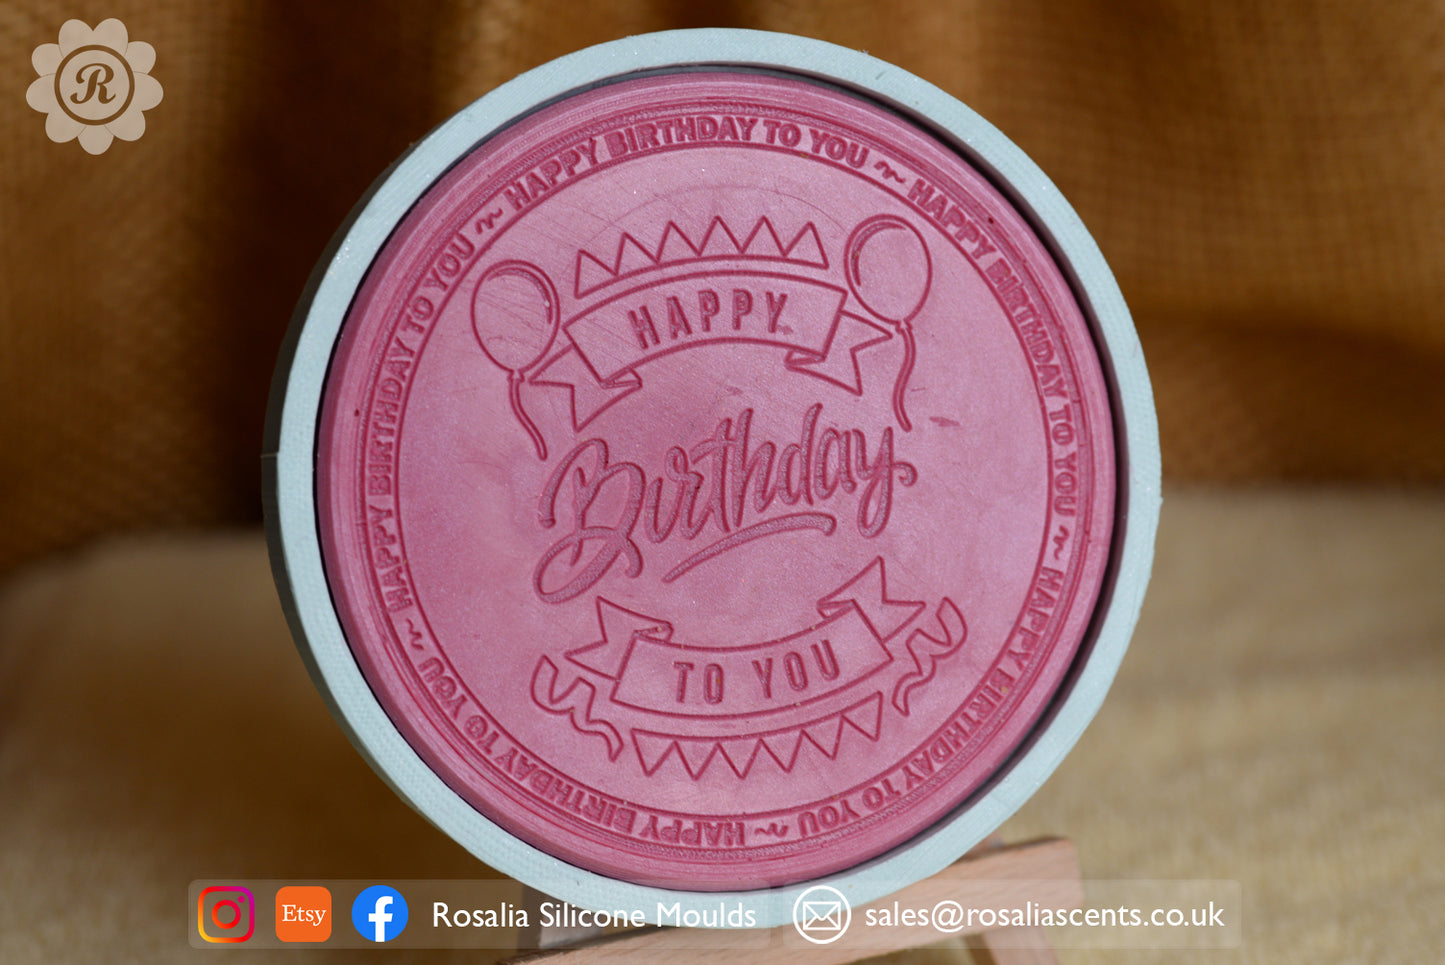 R
HAPPY BIRTHDAY TO YOU ~ HAPPY BIRTHDAY TO YOU ~ HAPPY BIRTHDAY TO YOU ~ HAPPY BIRTHDAY TO YOU ~ HAPPY BIRTHDAY TO YOU ~
HAPPY
Birthday
TO YOU
Etsy
Rosalia Silicone Moulds
sales@rosaliascents.co.uk